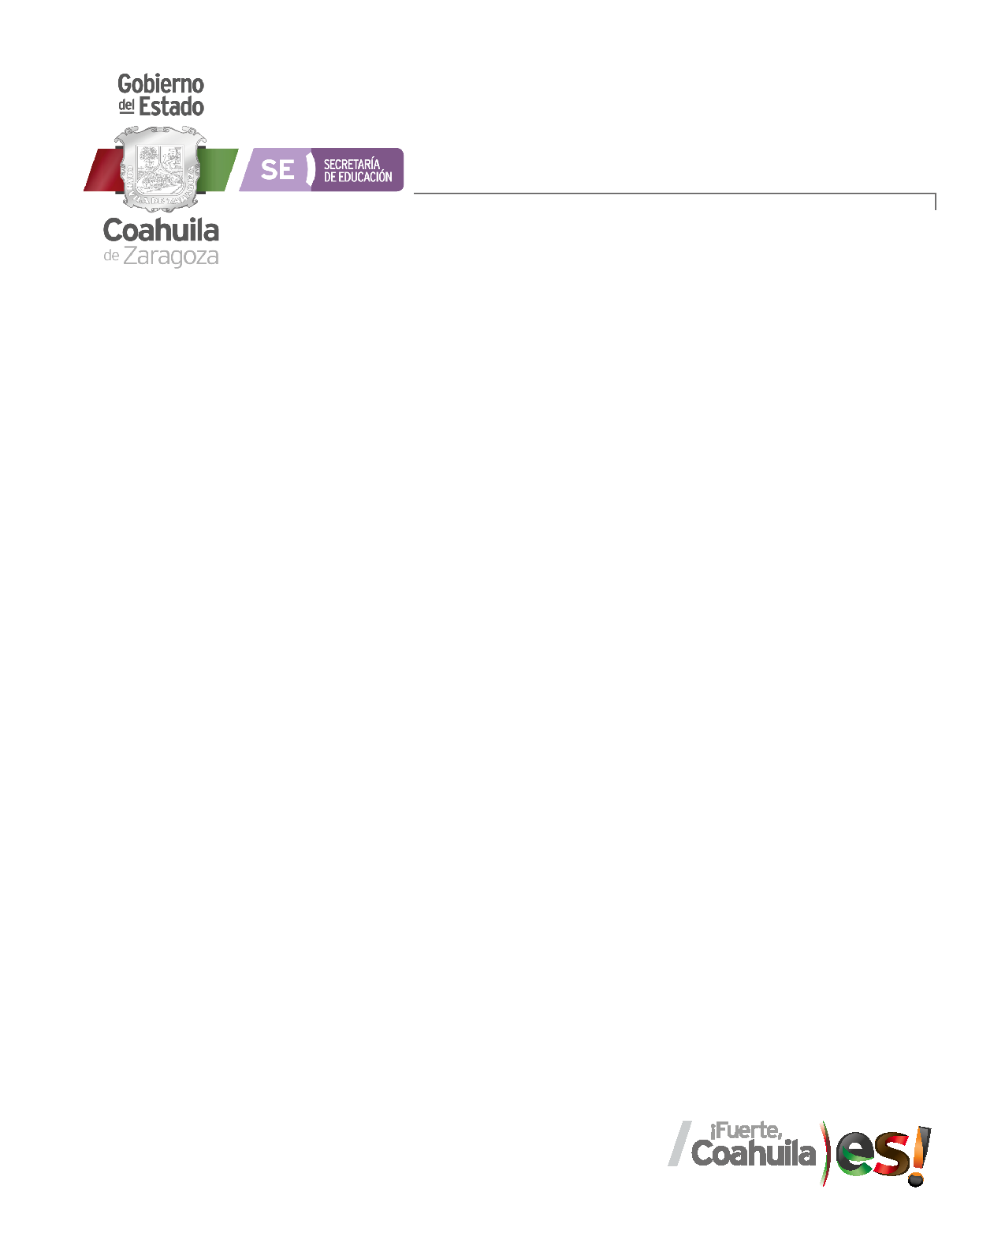 Gobierno
del Estado
SE
SECRETARÍA
DE EDUCACIÓN
Coahuila
de Zaragoza
¡Fuerte,
Coahuila es!